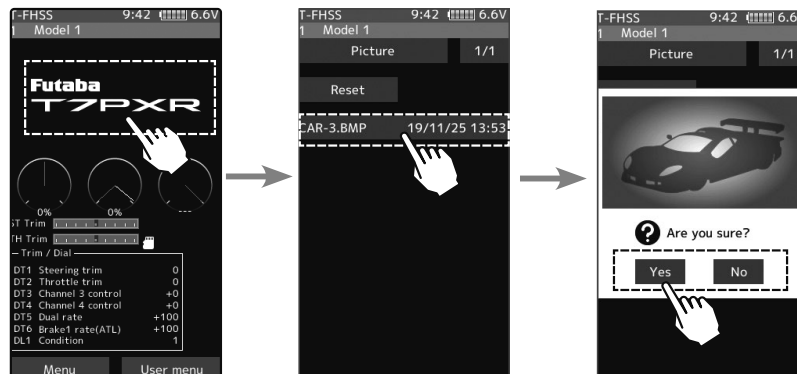 T-FHSS 9:42 6.6V
1 Model 1
Futaba
T7PXR
0% 0% ---
ST Trim
TH Trim
Trim / Dial
DT1 Steering trim 0
DT2 Throttle trim 0
DT3 Channel 3 control +0
DT4 Channel 4 control +0
DT5 Dual rate +100
DT6 Brake1 rate(ATL) +100
DL1 Condition 1
Menu User menu
T-FHSS 9:42 6.6V
1 Model 1
Picture 1/1
Reset
CAR-3.BMP 19/11/25 13:53
T-FHSS 9:42 6.6
1 Model 1
Picture 1/1
? Are you sure?
Yes No